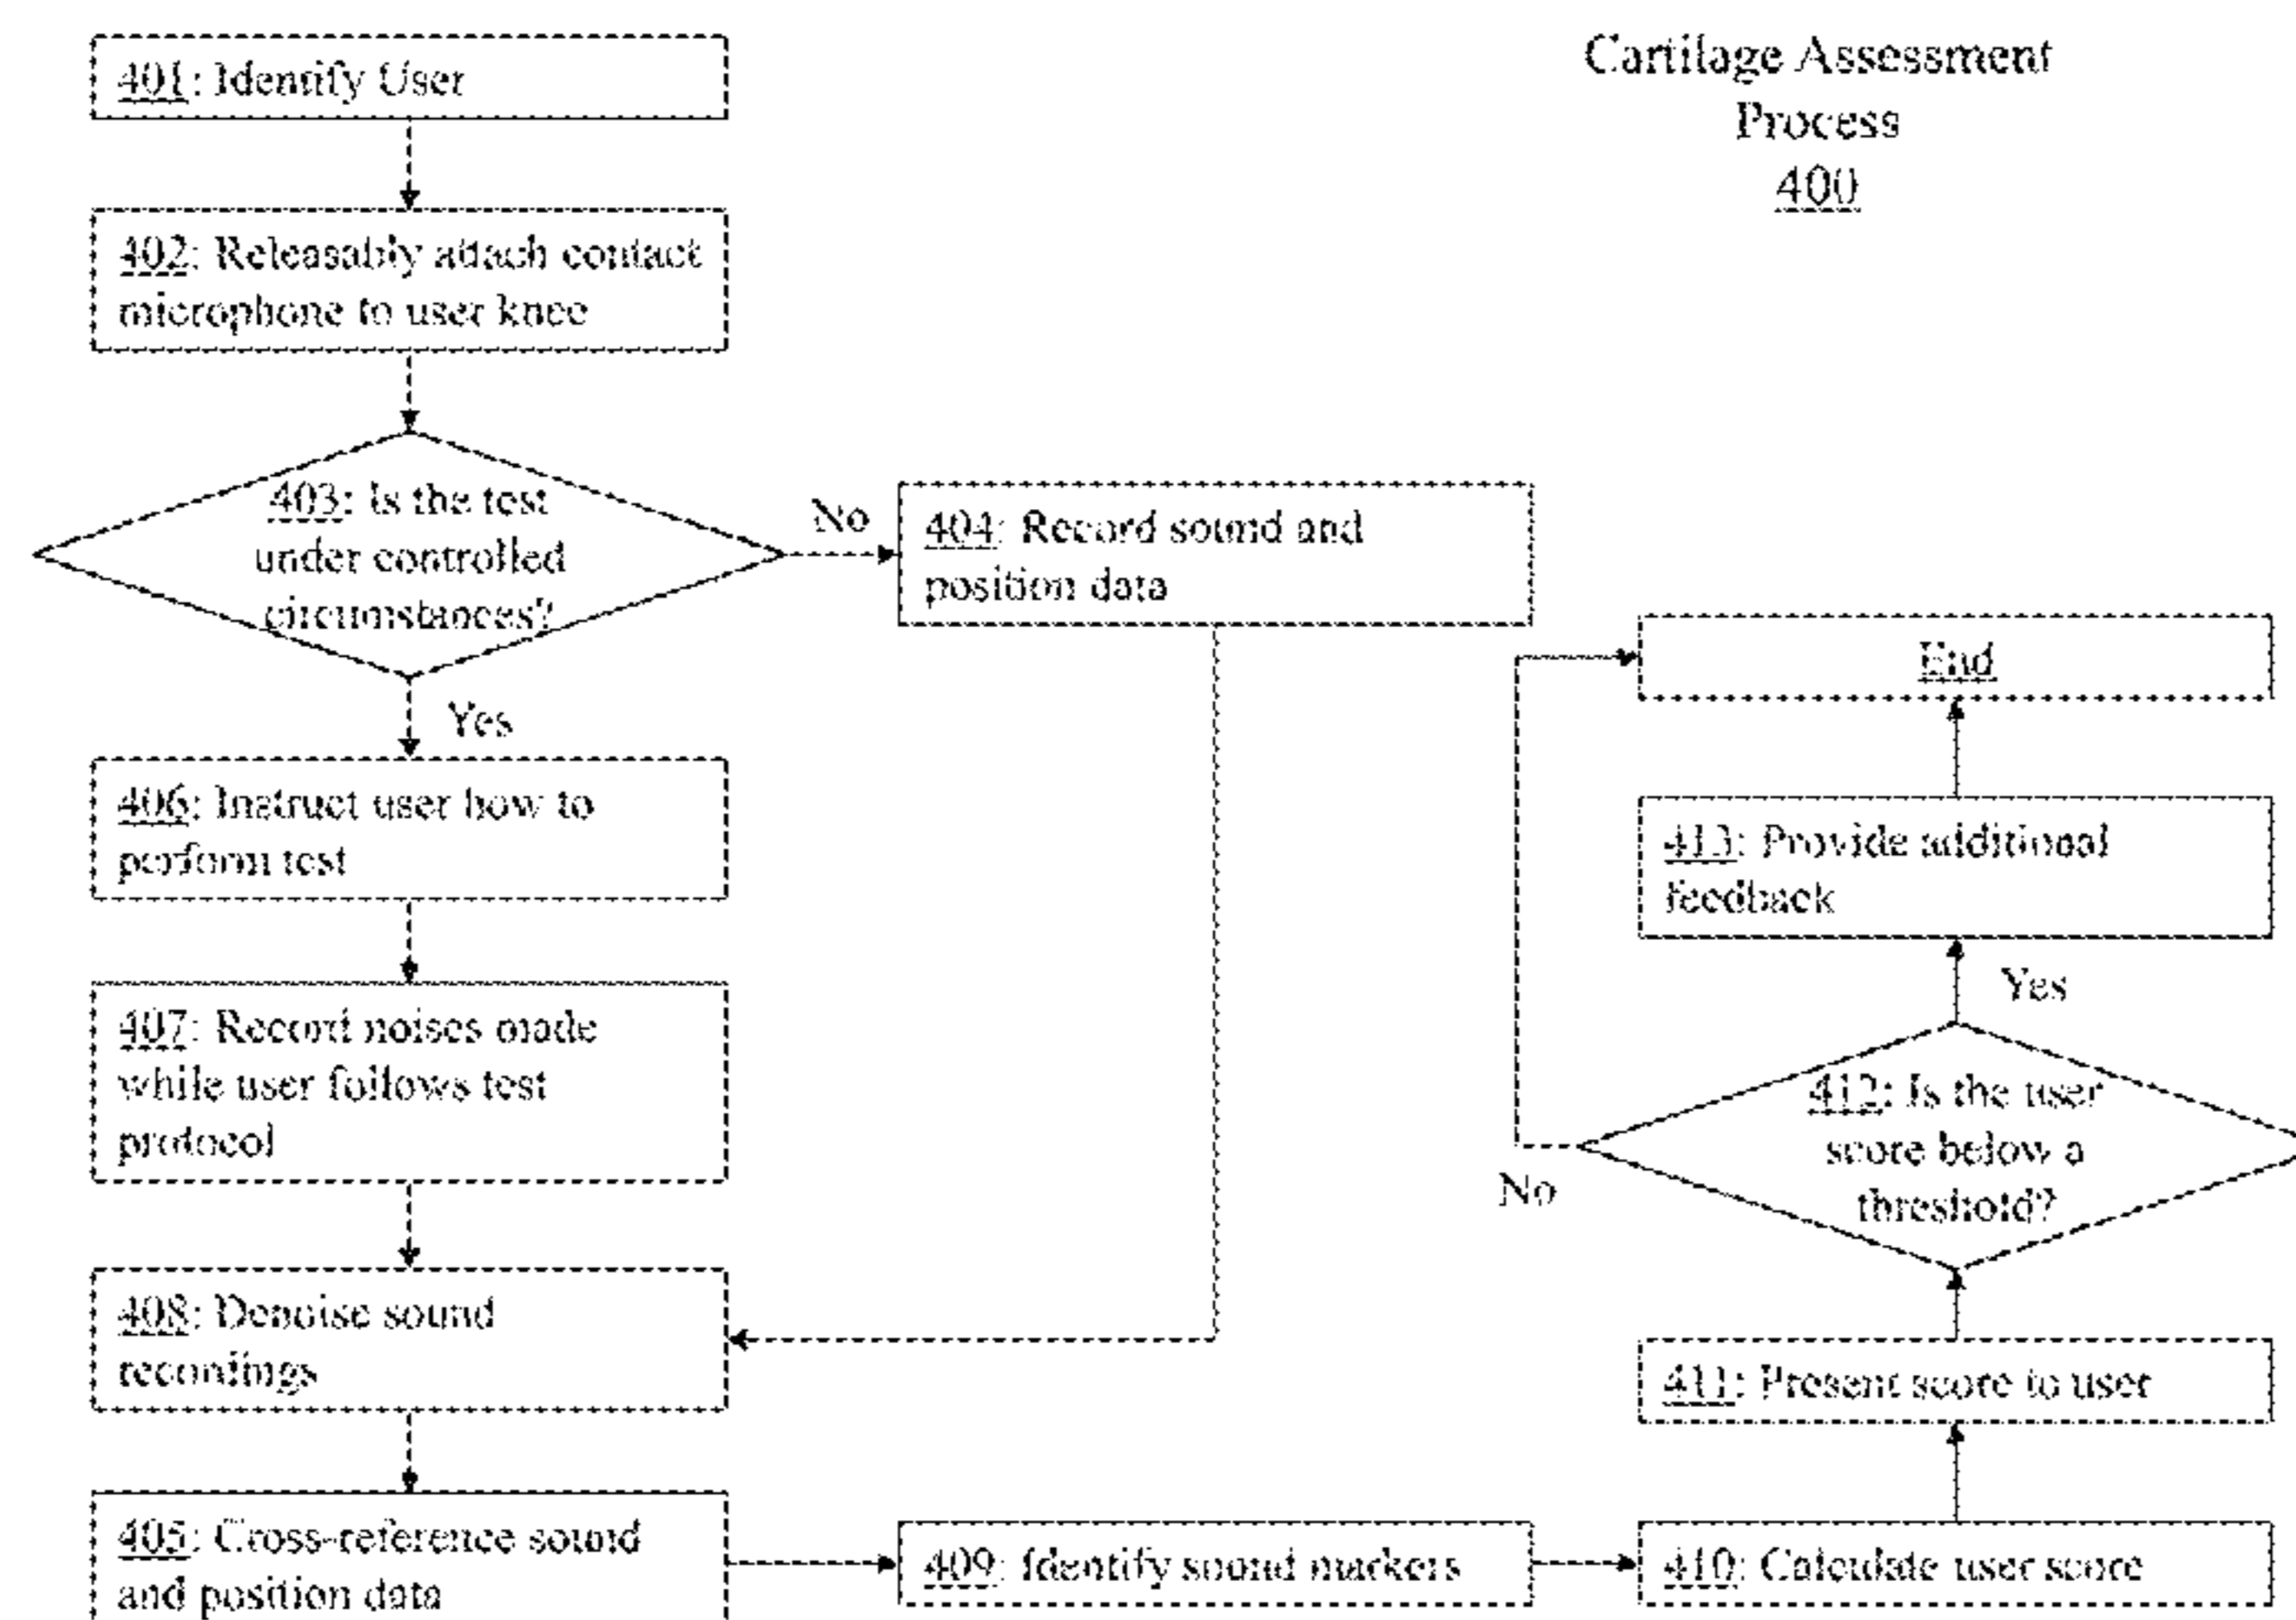 Cartilage Assessment
Process
400
401: Identify User
402: Releasably attach contact
microphone to user knee
403: Is the test
under controlled
circumstances?
No
404: Record sound and
position data
Yes
406: Instruct user how to
perform test
407: Record noises made
while user follows test
protocol
408: Denoise sound
recordings
405: Cross-reference sound
and position data
409: Identify sound markers
410: Calculate user score
411: Present score to user
412: Is the user
score below a
threshold?
No
Yes
413: Provide additional
feedback
End